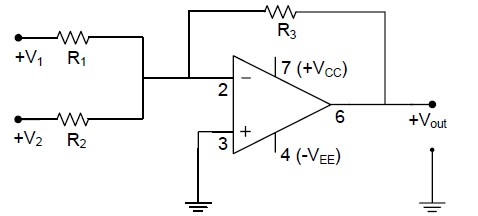 R3
+V1
R1
7 (+VCC)
2
−
6
+Vout
+V2
R2
3
+
4 (-VEE)